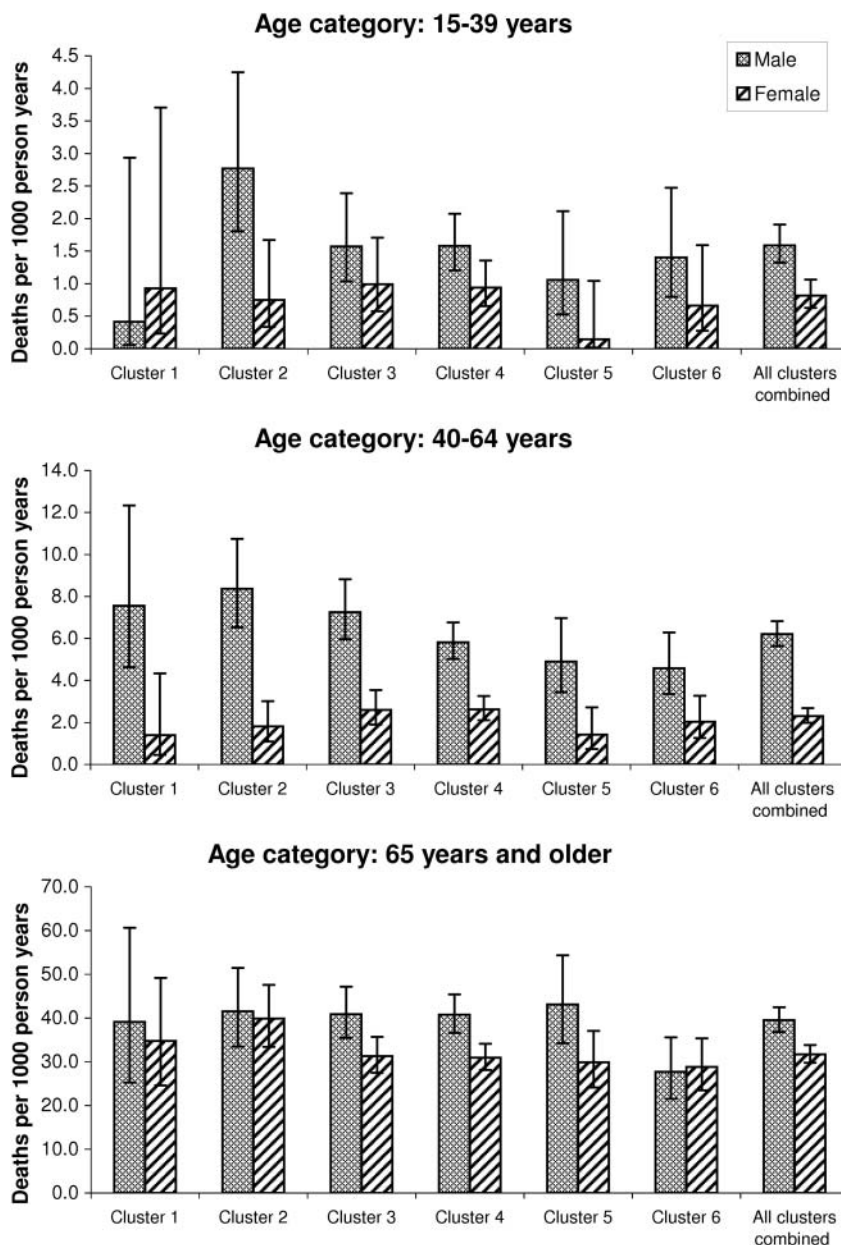 Age category: 15-39 years
Deaths per 1000 person years
4.5
4.0
3.5
3.0
2.5
2.0
1.5
1.0
0.5
0.0
Male
Female
Cluster 1 Cluster 2 Cluster 3 Cluster 4 Cluster 5 Cluster 6 All clusters
combined
Age category: 40-64 years
Deaths per 1000 person years
14.0
12.0
10.0
8.0
6.0
4.0
2.0
0.0
Cluster 1 Cluster 2 Cluster 3 Cluster 4 Cluster 5 Cluster 6 All clusters
combined
Age category: 65 years and older
Deaths per 1000 person years
70.0
60.0
50.0
40.0
30.0
20.0
10.0
0.0
Cluster 1 Cluster 2 Cluster 3 Cluster 4 Cluster 5 Cluster 6 All clusters
combined